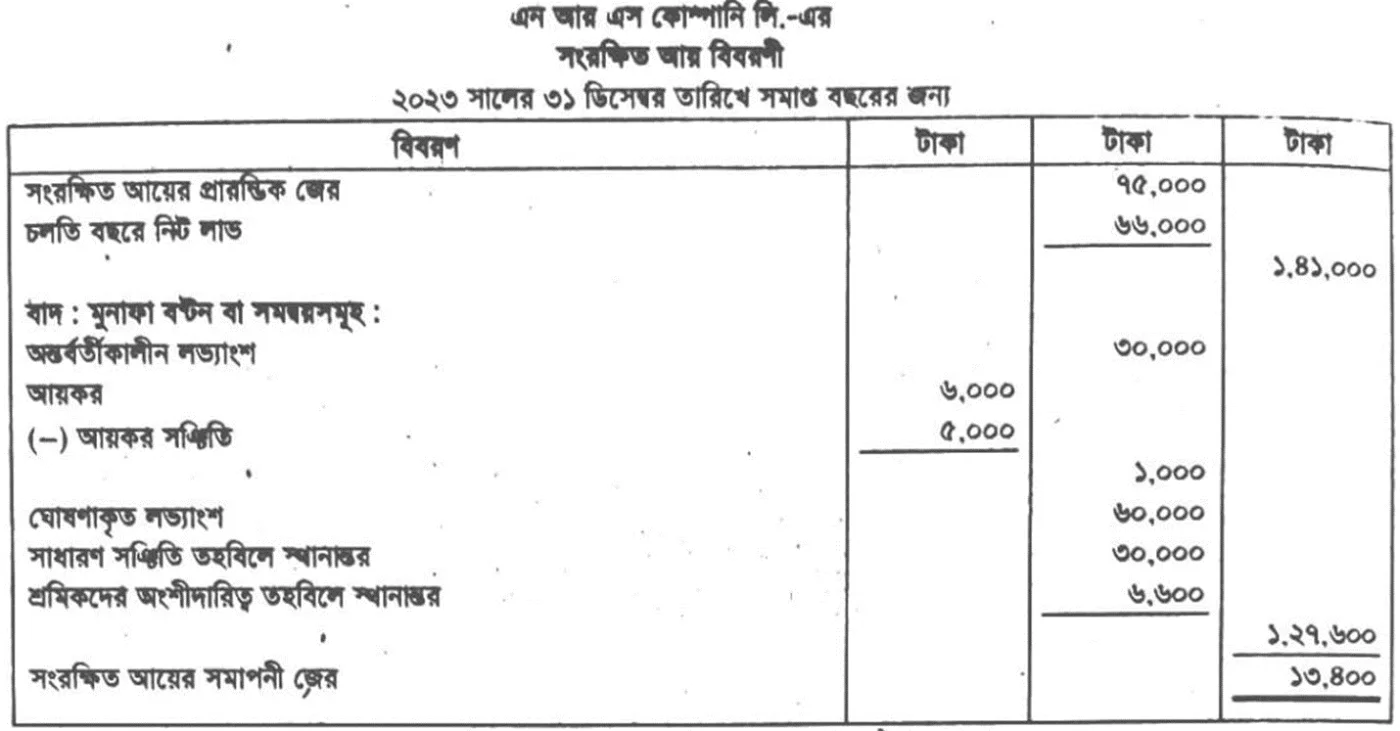 এন আর এস কোম্পানি লি.-এর
সংরক্ষিত আয় বিবরণী
২০২৩ সালের ৩১ ডিসেম্বর তারিখে সমাপ্ত বছরের জন্য
বিবরণ টাকা টাকা টাকা
সংরক্ষিত আয়ের প্রারম্ভিক জের ৭৫,০০০
চলতি বছরে নিট লাভ ৬৬,০০০
১,৪১,০০০
বাদ : মুনাফা বণ্টন বা সমন্বয়সমূহ :
অন্তর্বর্তীকালীন লভ্যাংশ ৩০,০০০
আয়কর ৬,০০০
(–) আয়কর সঞ্চিতি ৫,০০০
১,০০০
ঘোষণাকৃত লভ্যাংশ ৬০,০০০
সাধারণ সঞ্চিতি তহবিলে স্থানান্তর ৩০,০০০
শ্রমিকদের অংশীদারিত্ব তহবিলে স্থানান্তর ৬,৬০০
১,২৭,৬০০
সংরক্ষিত আয়ের সমাপনী জের ১৩,৪০০